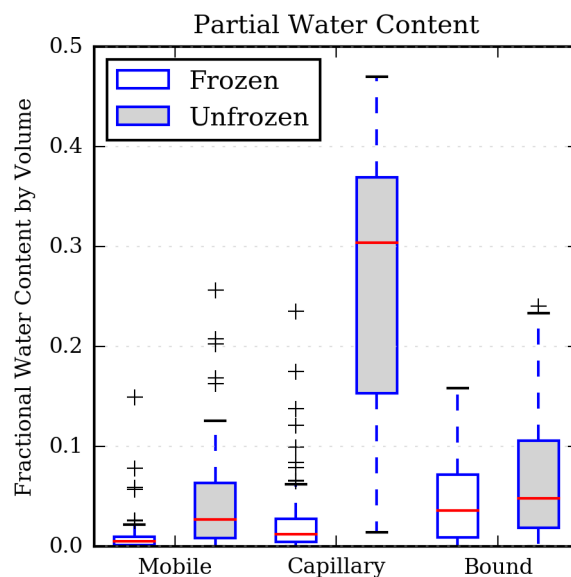 Partial Water Content
Fractional Water Content by Volume
0.5
0.4
0.3
0.2
0.1
0.0
Frozen
Unfrozen
Mobile Capillary Bound